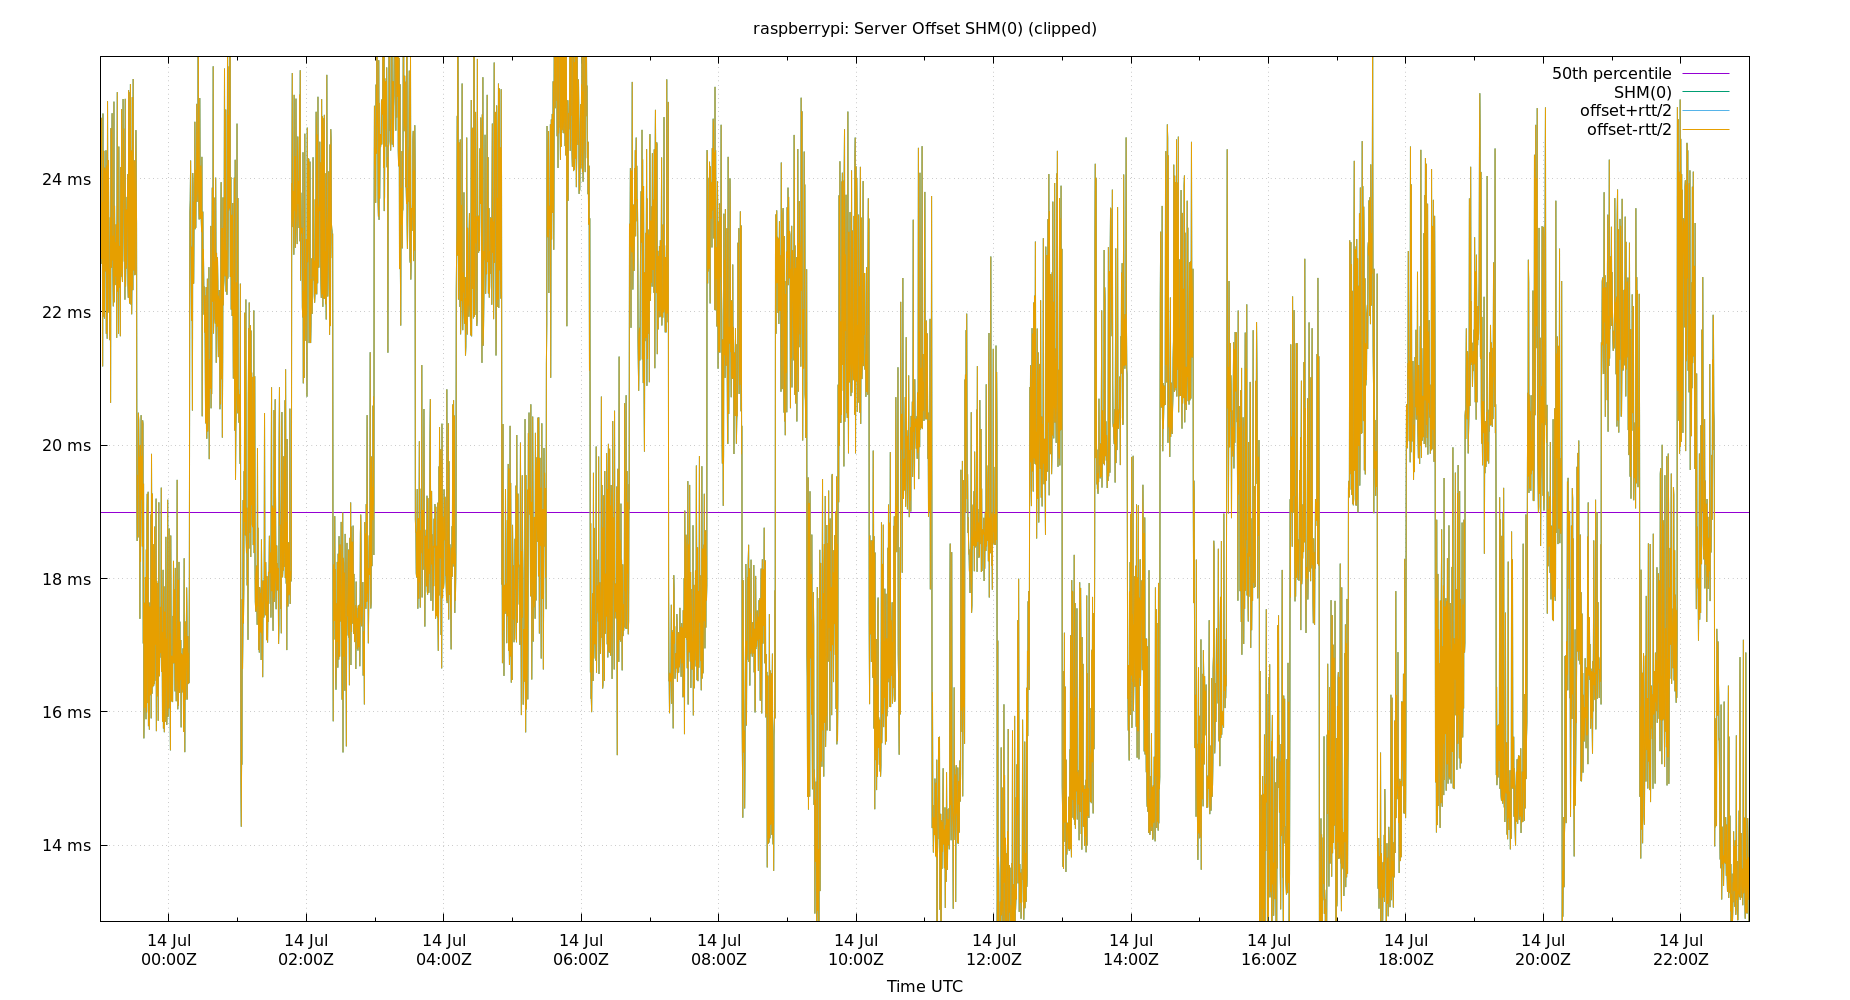 raspberrypi: Server Offset SHM(0) (clipped)
50th percentile
SHM(0)
offset+rtt/2
offset-rtt/2
24 ms
22 ms
20 ms
18 ms
16 ms
14 ms
14 Jul 14 Jul 14 Jul 14 Jul 14 Jul 14 Jul 14 Jul 14 Jul 14 Jul 14 Jul 14 Jul 14 Jul
00:00Z 02:00Z 04:00Z 06:00Z 08:00Z 10:00Z 12:00Z 14:00Z 16:00Z 18:00Z 20:00Z 22:00Z
Time UTC